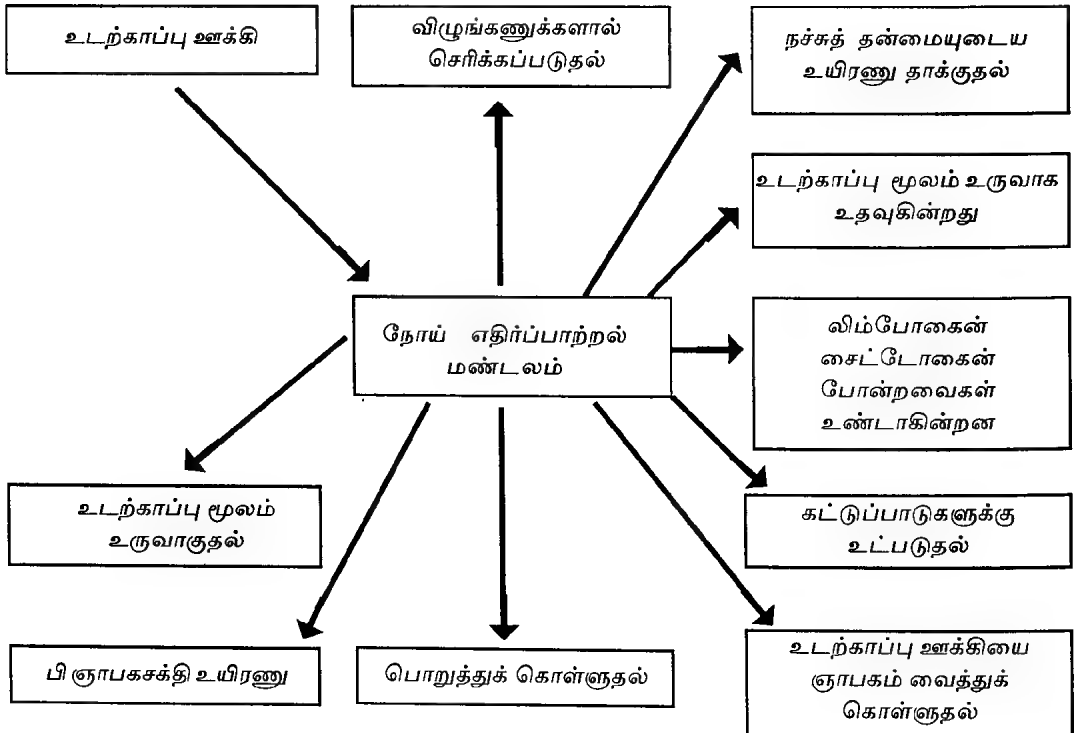 உடற்காப்பு ஊக்கி
விழுங்கணுக்களால்
செரிக்கப்படுதல்
நச்சுத் தன்மையுடைய
உயிரணு தாக்குதல்
உடற்காப்பு மூலம் உருவாக
உதவுகின்றது
நோய் எதிர்ப்பாற்றல்
மண்டலம்
லிம்போகைன்
சைட்டோகைன்
போன்றவைகள்
உண்டாகின்றன
உடற்காப்பு மூலம்
உருவாகுதல்
கட்டுப்பாடுகளுக்கு
உட்படுதல்
பி ஞாபகசக்தி உயிரணு
பொறுத்துக் கொள்ளுதல்
உடற்காப்பு ஊக்கியை
ஞாபகம் வைத்துக்
கொள்ளுதல்